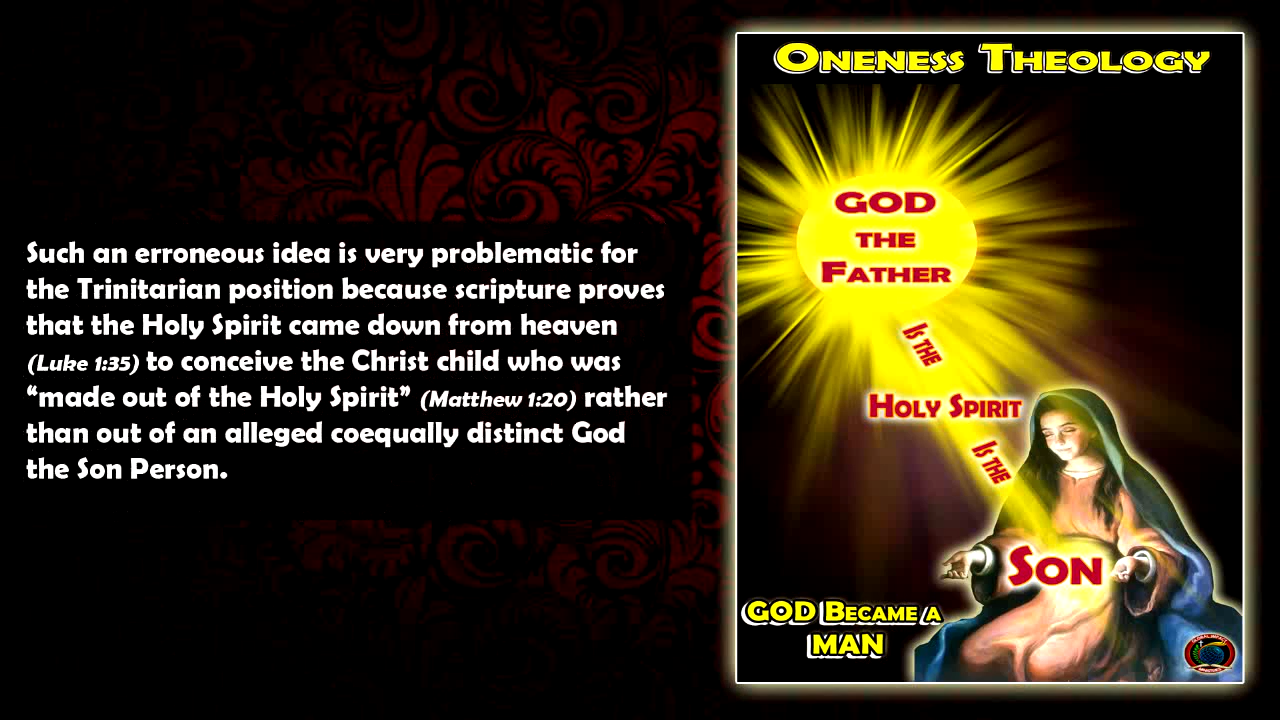 Such an erroneous idea is very problematic for
the Trinitarian position because scripture proves
that the Holy Spirit came down from heaven
(Luke 1:35) to conceive the Christ child who was
“made out of the Holy Spirit” (Matthew 1:20) rather
than out of an alleged coequally distinct God
the Son Person.
ONENESS THEOLOGY
GOD
THE
FATHER
IS THE
HOLY SPIRIT
IS THE
SON
GOD BECAME A
MAN
GLOBAL IMPACT
MINISTRIES